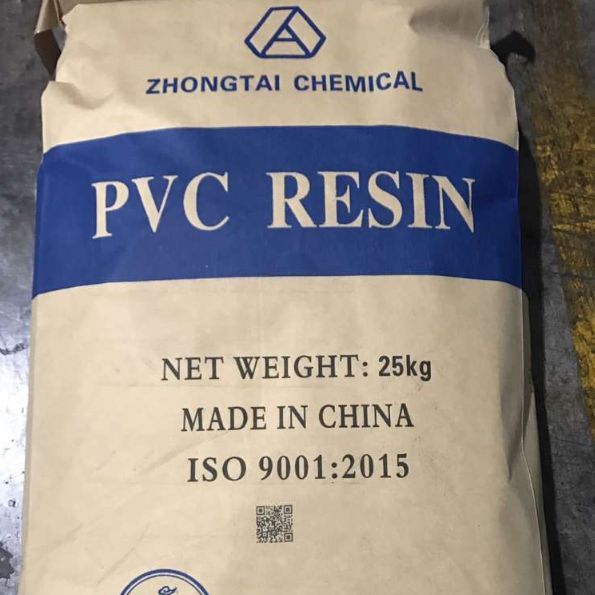 ZHONGTAI CHEMICAL
PVC RESIN
NET WEIGHT: 25kg
MADE IN CHINA
ISO 9001:2015